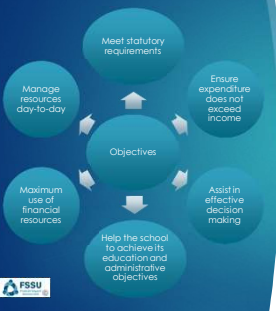 Meet statutory
requirements
Ensure
expenditure
does not
exceed
income
Assist in
effective
decision
making
Help the school
to achieve its
education and
administrative
objectives
Maximum
use of
financial
resources
Manage
resources
day-to-day
Objectives
FSSU